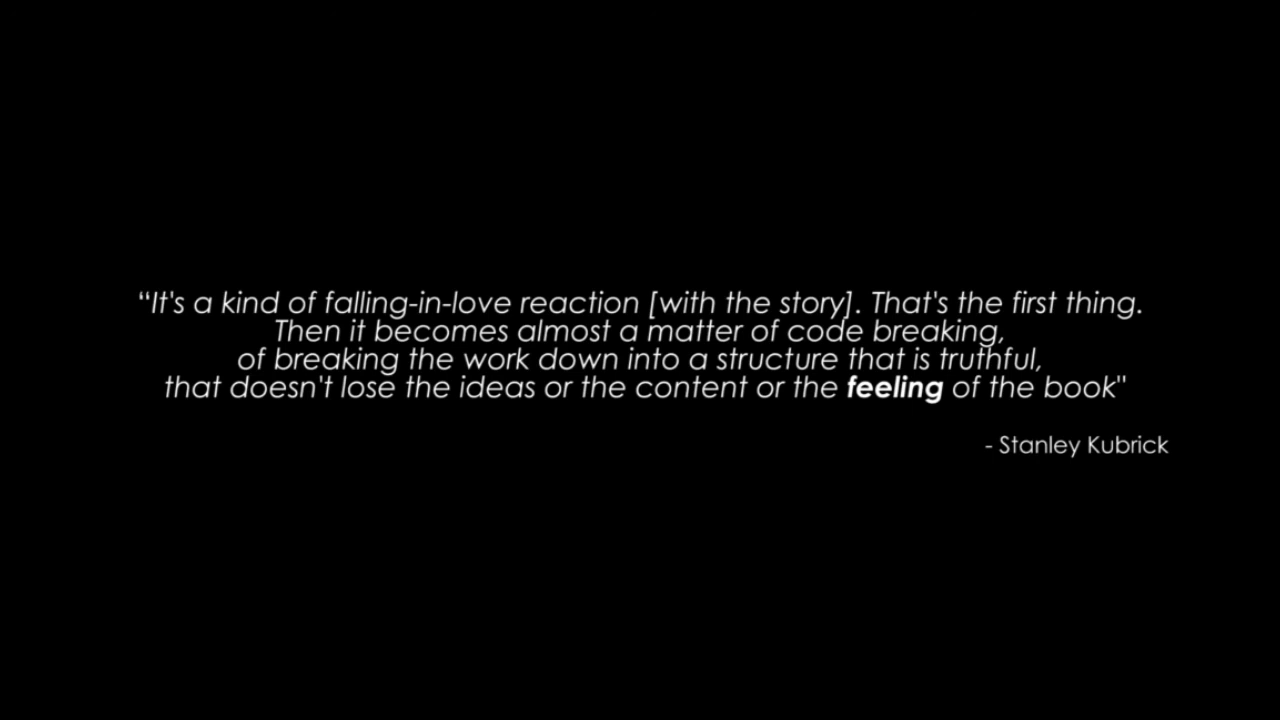 “It's a kind of falling-in-love reaction [with the story]. That's the first thing.
Then it becomes almost a matter of code breaking,
of breaking the work down into a structure that is truthful,
that doesn't lose the ideas or the content or the feeling of the book"
- Stanley Kubrick